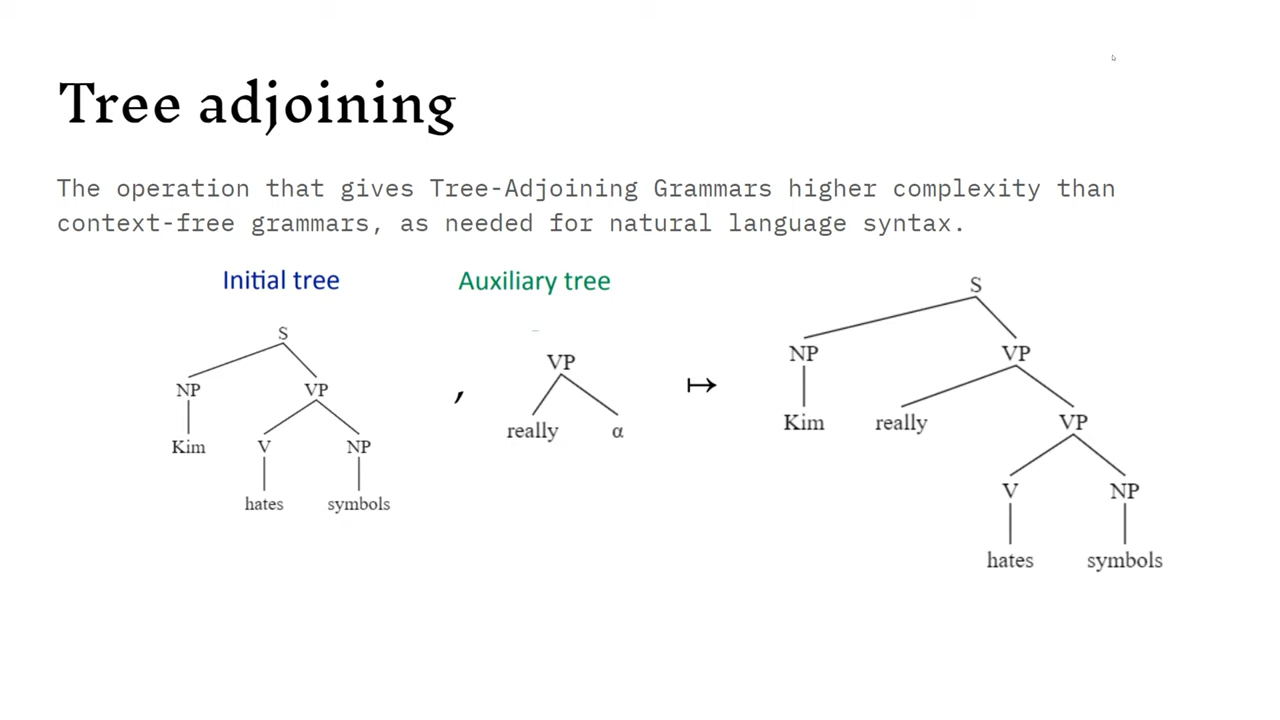 Tree adjoining
The operation that gives Tree-Adjoining Grammars higher complexity than
context-free grammars, as needed for natural language syntax.
Initial tree
S
NP VP
Kim V NP
hates symbols
,
Auxiliary tree
VP
really α
↦
S
NP VP
Kim really VP
V NP
hates symbols